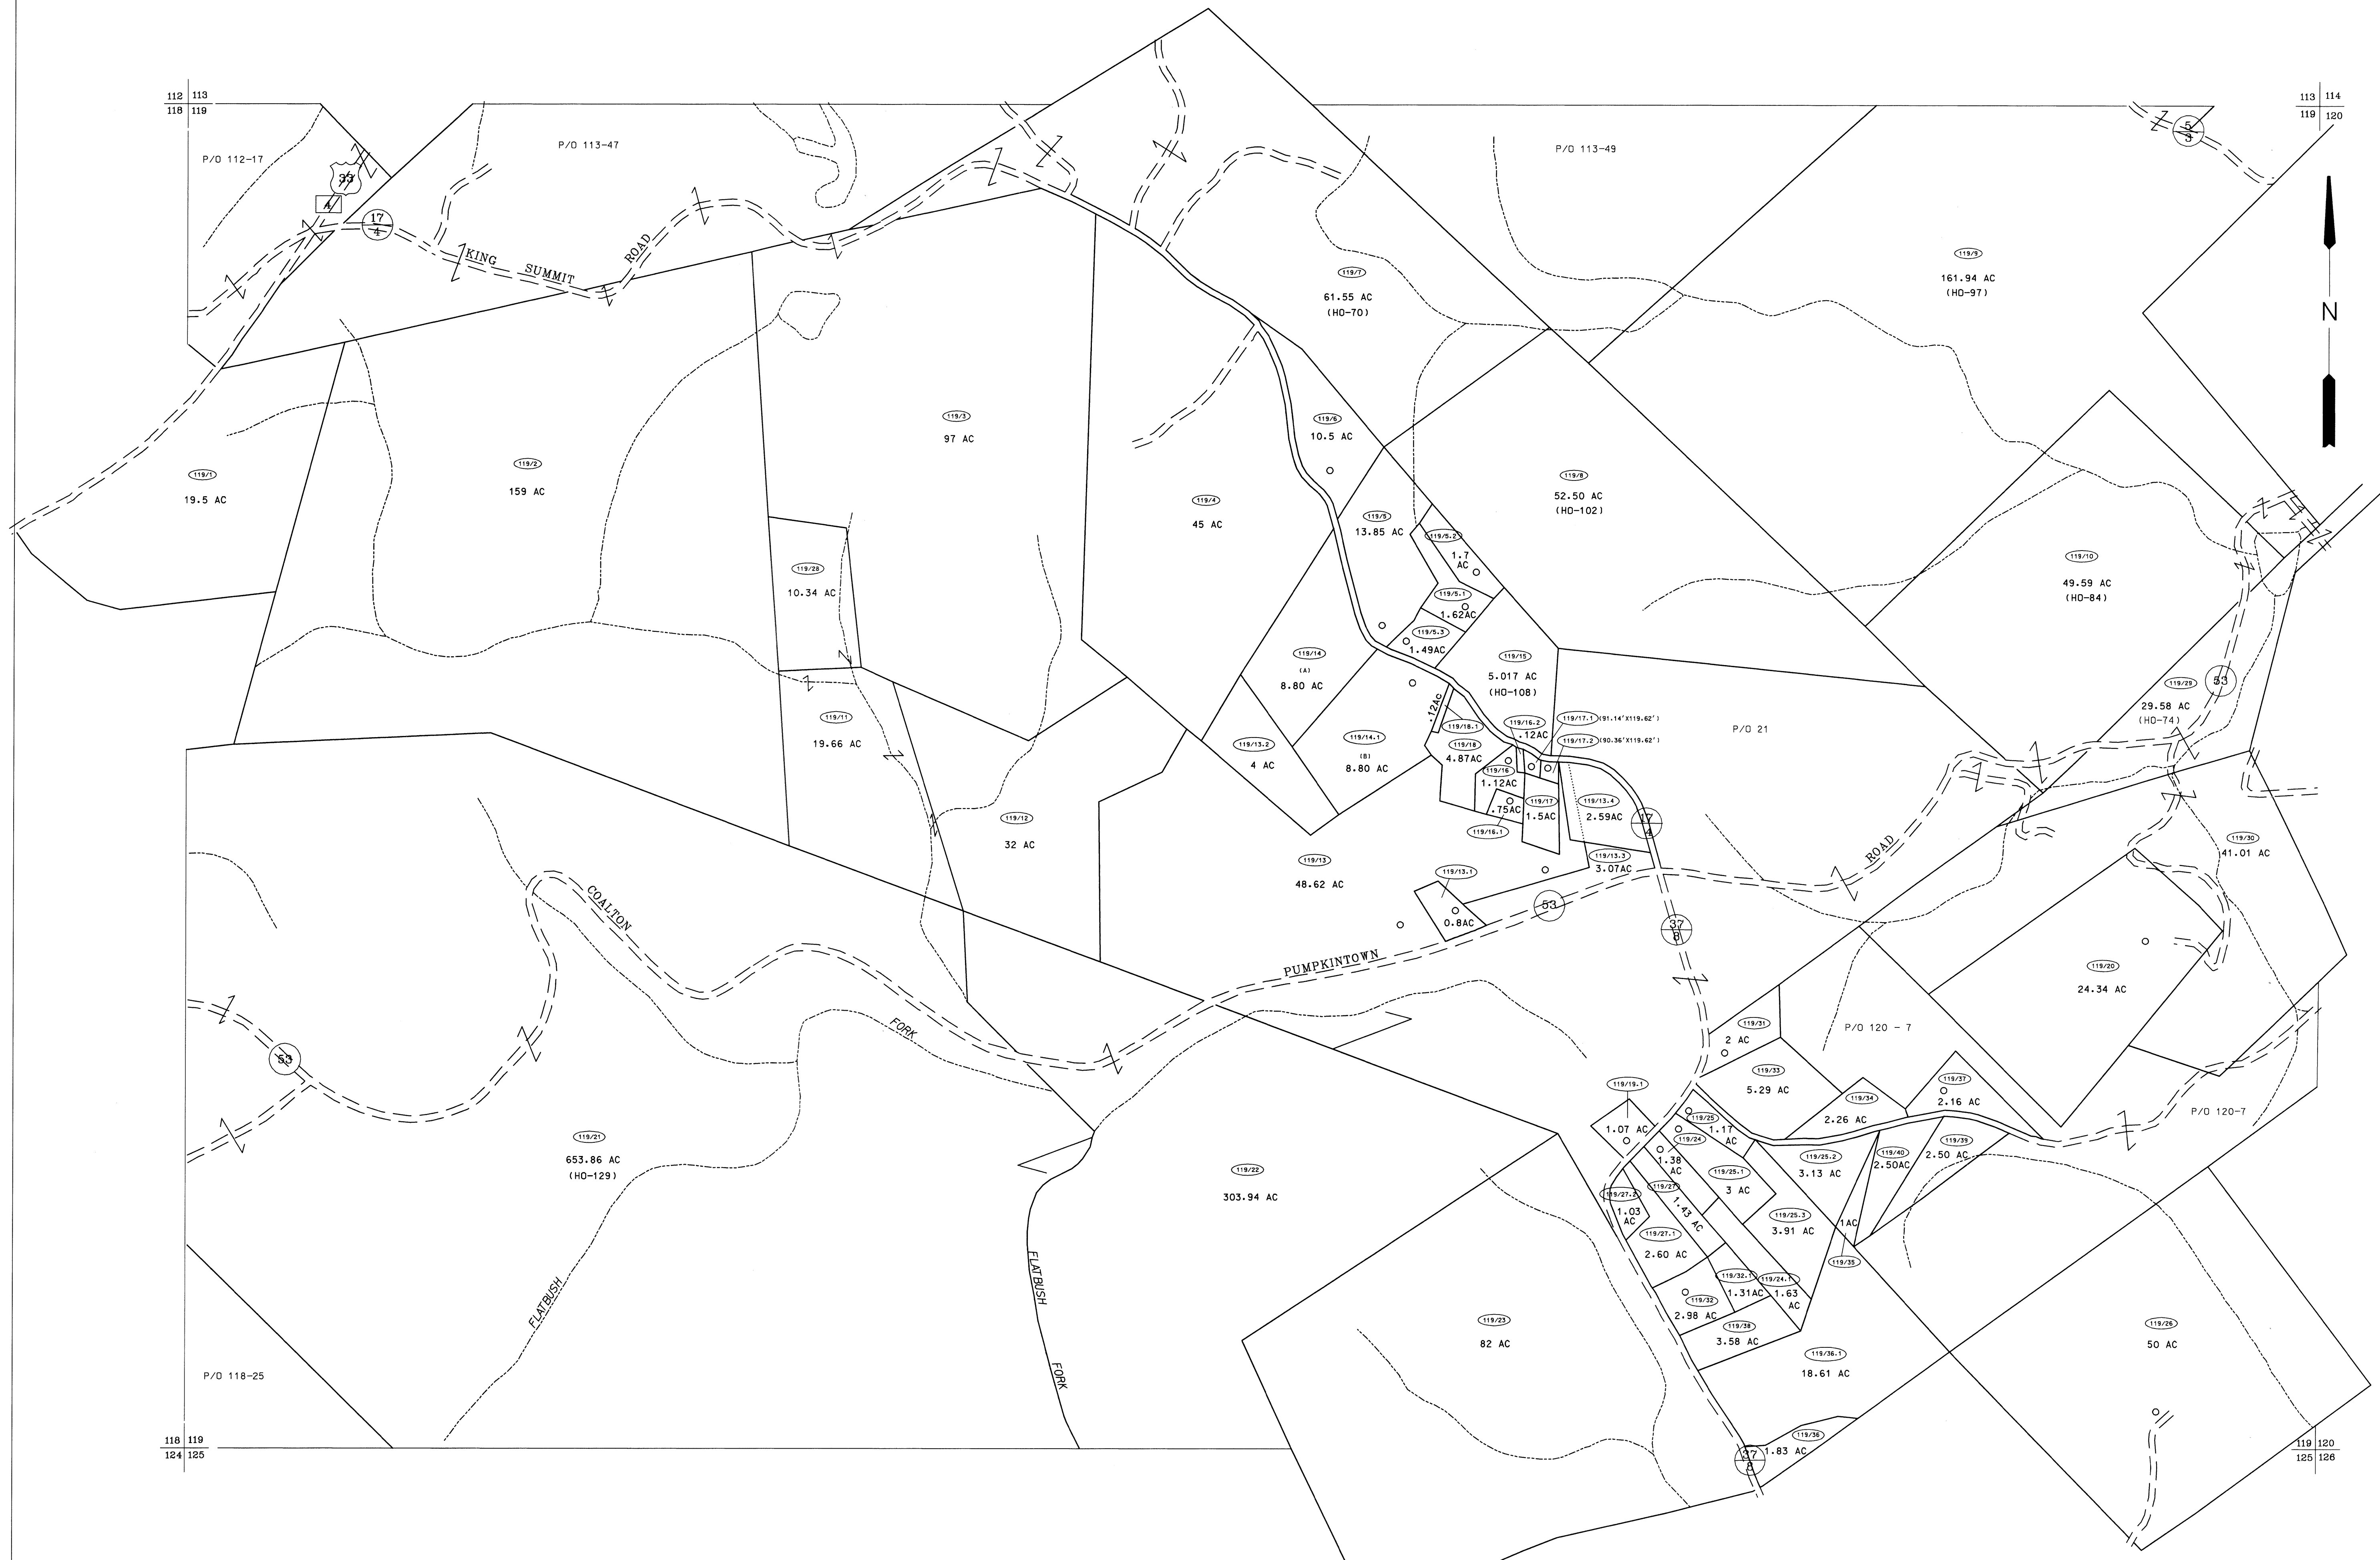 112 113
118 119
113 114
119 120
P/O 112-17
33
4
17
4
P/O 113-47
P/O 113-49
5
3
KING SUMMIT ROAD
N
119/7
61.55 AC
(HO-70)
119/9
161.94 AC
(HO-97)
119/1
19.5 AC
119/2
159 AC
119/3
97 AC
119/4
45 AC
119/6
10.5 AC
119/5
13.85 AC
119/8
52.50 AC
(HO-102)
119/5.2
1.7
AC
119/10
49.59 AC
(HO-84)
119/28
10.34 AC
119/5.1
1.62AC
119/5.3
1.49AC
119/14
(A)
8.80 AC
119/15
5.017 AC
(HO-108)
119/29
29.58 AC
(HO-74)
53
119/11
19.66 AC
119/13.2
4 AC
119/14.1
(B)
8.80 AC
.12AC
119/18.1
119/18
4.87AC
119/16.2
.12AC
119/17.1 (91.14'X119.62')
119/17.2 (90.36'X119.62')
P/O 21
119/16
1.12AC
.75AC
119/16.1
119/17
1.5AC
119/13.4
2.59AC
17
4
119/12
32 AC
119/13
48.62 AC
119/13.3
3.07AC
119/13.1
0.8AC
53
ROAD
119/30
41.01 AC
COALTON
PUMPKINTOWN
37
8
119/20
24.34 AC
FORK
53
119/31
2 AC
P/O 120 - 7
119/33
5.29 AC
119/34
2.26 AC
119/37
2.16 AC
P/O 120-7
119/19.1
1.07 AC
119/25
1.17
AC
119/24
1.38
AC
119/21
653.86 AC
(HO-129)
119/22
303.94 AC
119/25.1
3 AC
119/25.2
3.13 AC
119/40
2.50AC
119/39
2.50 AC
119/27.2
1.03
AC
119/27
1.43 AC
119/25.3
3.91 AC
1AC
119/35
119/27.1
2.60 AC
119/32.1
1.31AC
119/24.1
1.63
AC
119/32
2.98 AC
119/38
3.58 AC
FLATBUSH
FLATBUSH
FORK
119/23
82 AC
119/36.1
18.61 AC
119/26
50 AC
P/O 118-25
119/36
1.83 AC
37
8
118 119
124 125
119 120
125 126